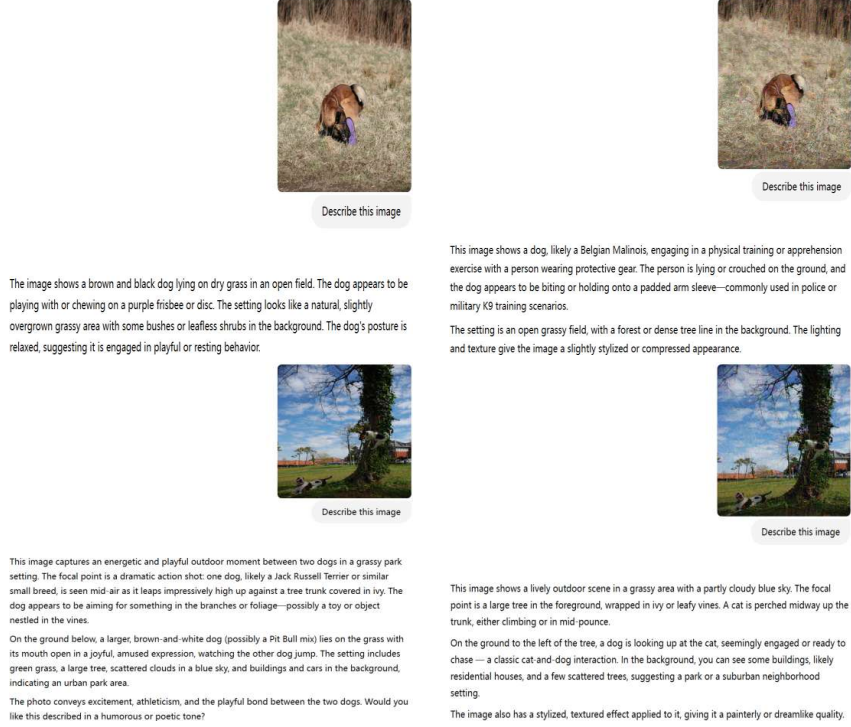 Describe this image
The image shows a brown and black dog lying on dry grass in an open field. The dog appears to be
playing with or chewing on a purple frisbee or disc. The setting looks like a natural, slightly
overgrown grassy area with some bushes or leafless shrubs in the background. The dog's posture is
relaxed, suggesting it is engaged in playful or resting behavior.
Describe this image
This image captures an energetic and playful outdoor moment between two dogs in a grassy park
setting. The focal point is a dramatic action shot: one dog, likely a Jack Russell Terrier or similar
small breed, is seen mid-air as it leaps impressively high up against a tree trunk covered in ivy. The
dog appears to be aiming for something in the branches or foliage—possibly a toy or object
nestled in the vines.
On the ground below, a larger, brown-and-white dog (possibly a Pit Bull mix) lies on the grass with
its mouth open in a joyful, amused expression, watching the other dog jump. The setting includes
green grass, a large tree, scattered clouds in a blue sky, and buildings and cars in the background,
indicating an urban park area.
The photo conveys excitement, athleticism, and the playful bond between the two dogs. Would you
like this described in a humorous or poetic tone?
Describe this image
This image shows a dog, likely a Belgian Malinois, engaging in a physical training or apprehension
exercise with a person wearing protective gear. The person is lying or crouched on the ground, and
the dog appears to be biting or holding onto a padded arm sleeve—commonly used in police or
military K9 training scenarios.
The setting is an open grassy field, with a forest or dense tree line in the background. The lighting
and texture give the image a slightly stylized or compressed appearance.
Describe this image
This image shows a lively outdoor scene in a grassy area with a partly cloudy blue sky. The focal
point is a large tree in the foreground, wrapped in ivy or leafy vines. A cat is perched midway up the
trunk, either climbing or in mid-pounce.
On the ground to the left of the tree, a dog is looking up at the cat, seemingly engaged or ready to
chase — a classic cat-and-dog interaction. In the background, you can see some buildings, likely
residential houses, and a few scattered trees, suggesting a park or a suburban neighborhood
setting.
The image also has a stylized, textured effect applied to it, giving it a painterly or dreamlike quality.